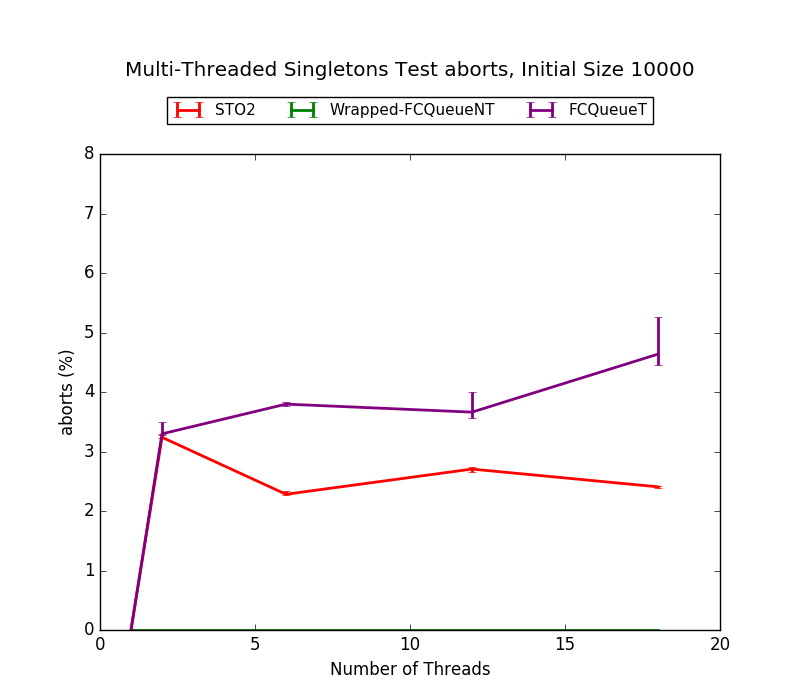 Multi-Threaded Singletons Test aborts, Initial Size 10000
STO2 Wrapped-FCQueueNT FCQueueT
8
7
6
5
4
3
2
1
0
aborts (%)
0 5 10 15 20
Number of Threads